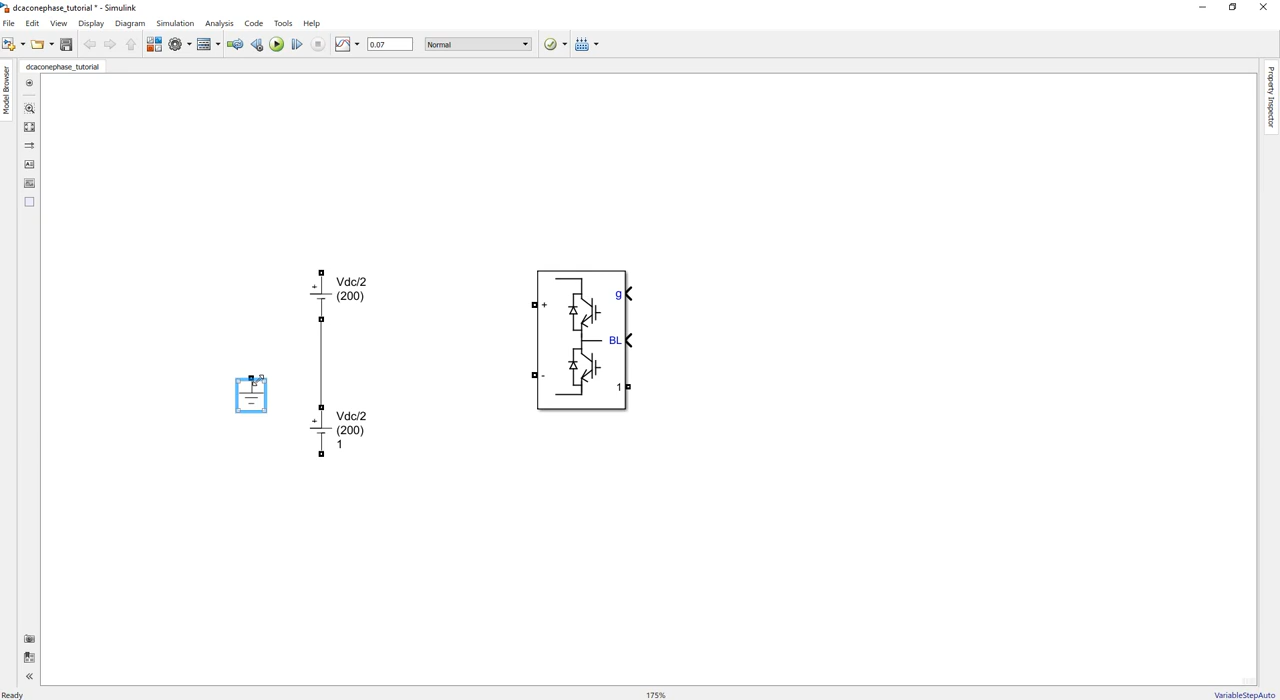 dcaconephase_tutorial * - Simulink
File Edit View Display Diagram Simulation Analysis Code Tools Help
0.07 Normal
dcaconephase_tutorial
Model Browser
Property Inspector
Vdc/2
(200)
+
g
+
BL
-
1
Vdc/2
(200)
1
+
Ready 175% VariableStepAuto